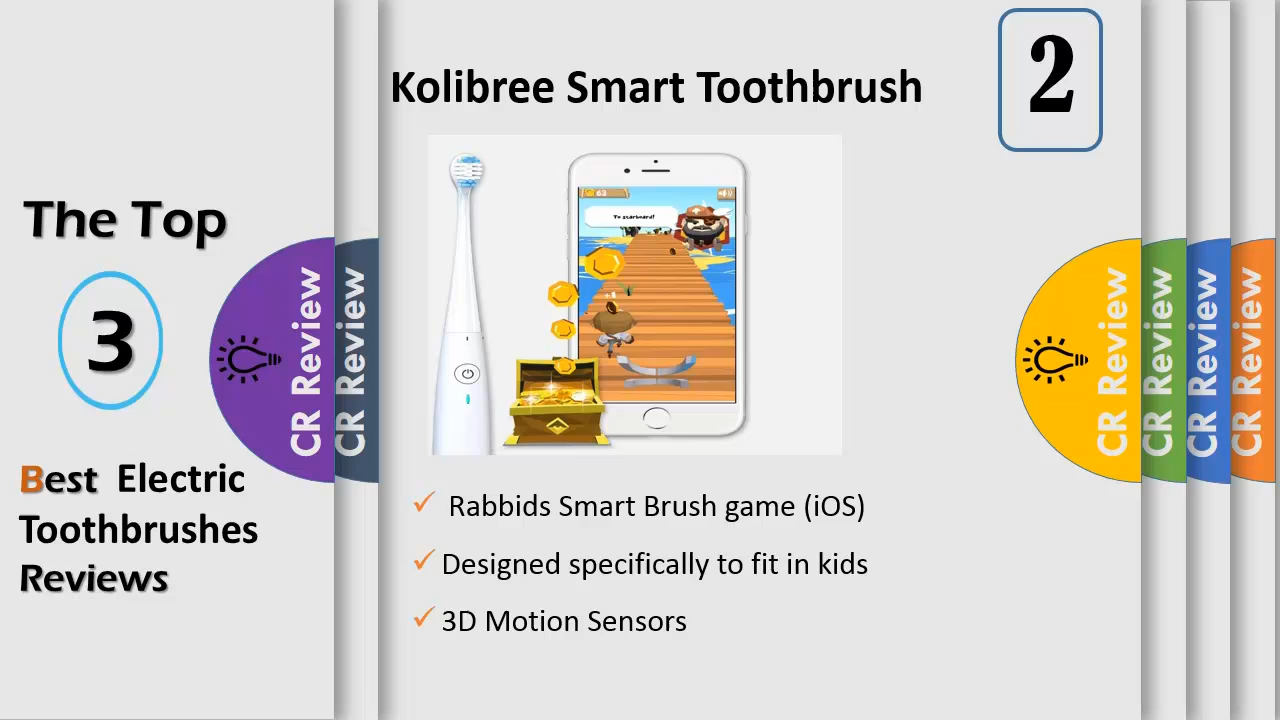 The Top
3
Best Electric
Toothbrushes
Reviews
CR Review
CR Review
Kolibree Smart Toothbrush
2
63
To starboard!
+1
Rabbids Smart Brush game (iOS)
Designed specifically to fit in kids
3D Motion Sensors
CR Review
CR Review
CR Review
CR Review